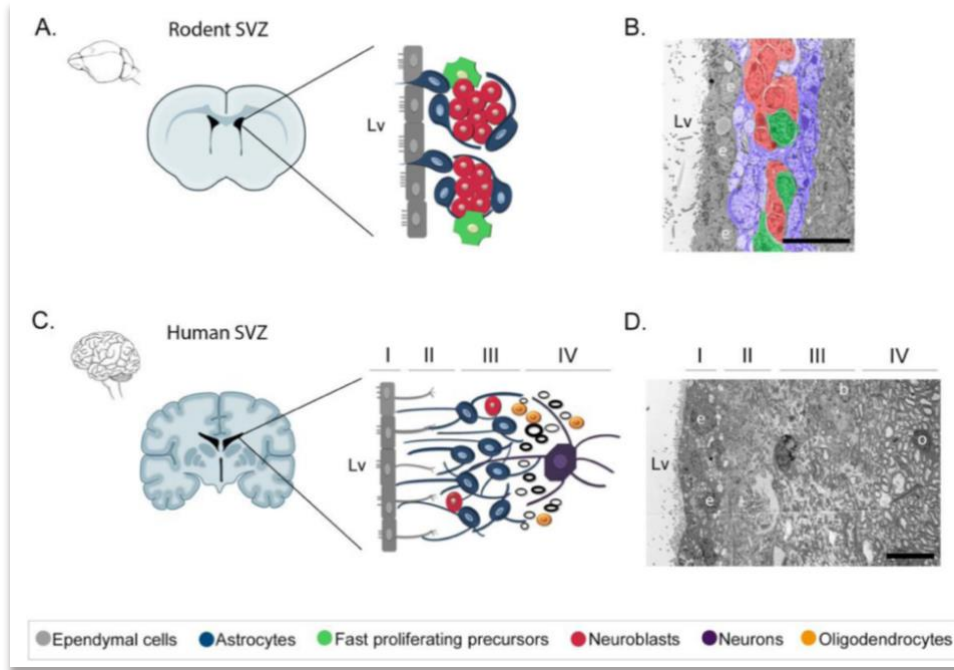 A.
Rodent SVZ
Lv
B.
Lv
e
e
C.
Human SVZ
I II III IV
Lv
D.
I II III IV
Lv
e
e
b
o
Ependymal cells Astrocytes Fast proliferating precursors Neuroblasts Neurons Oligodendrocytes